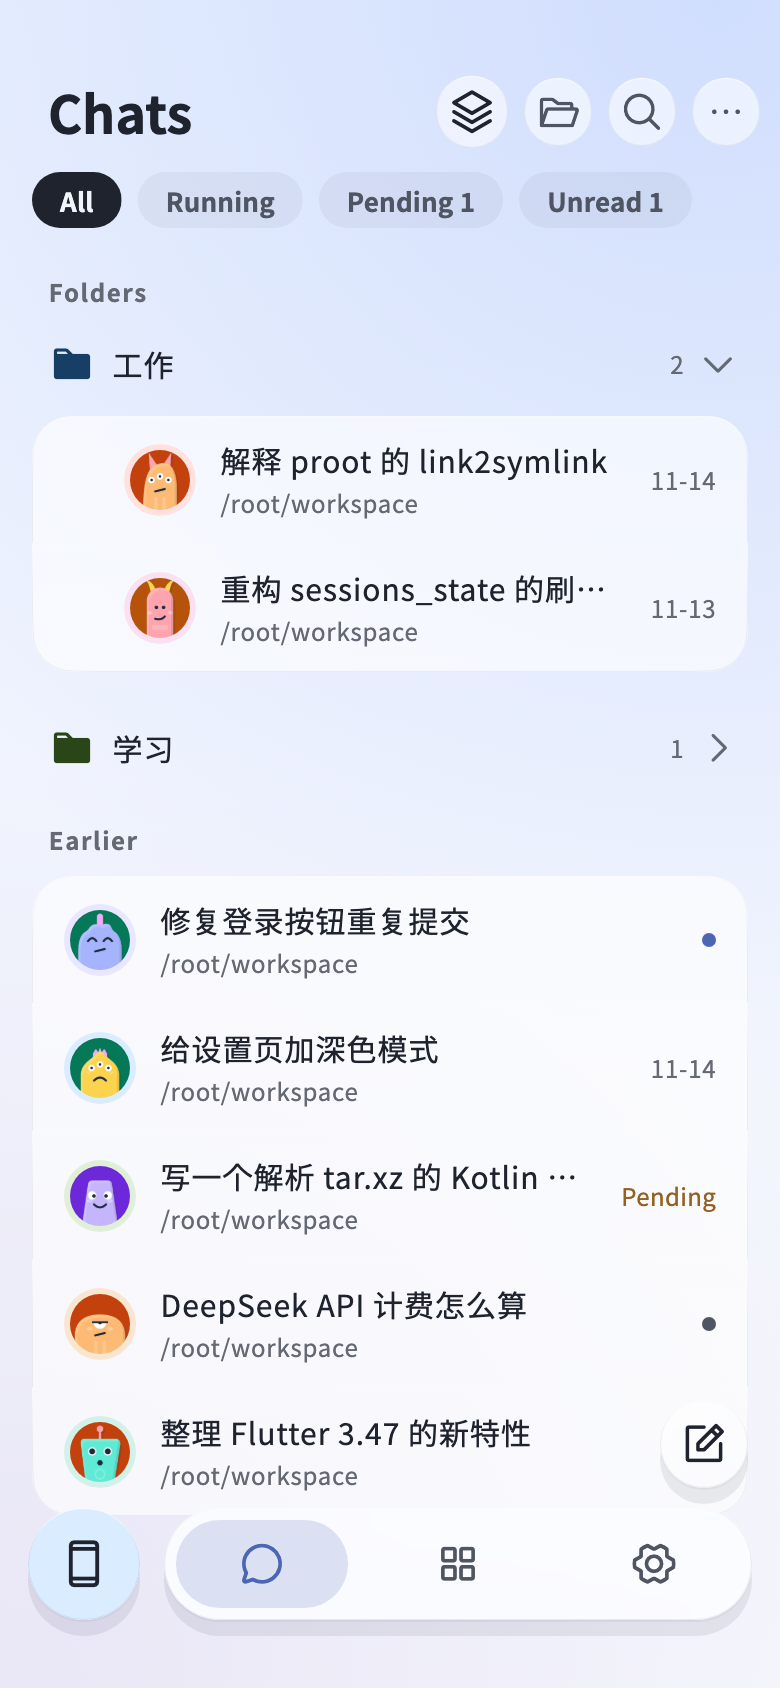 Chats
All
Running
Pending 1
Unread 1
Folders
工作
2
解释 proot 的 link2symlink
/root/workspace
11-14
重构 sessions_state 的刷…
/root/workspace
11-13
学习
1
Earlier
修复登录按钮重复提交
/root/workspace
给设置页加深色模式
/root/workspace
11-14
写一个解析 tar.xz 的 Kotlin …
/root/workspace
Pending
DeepSeek API 计费怎么算
/root/workspace
整理 Flutter 3.47 的新特性
/root/workspace